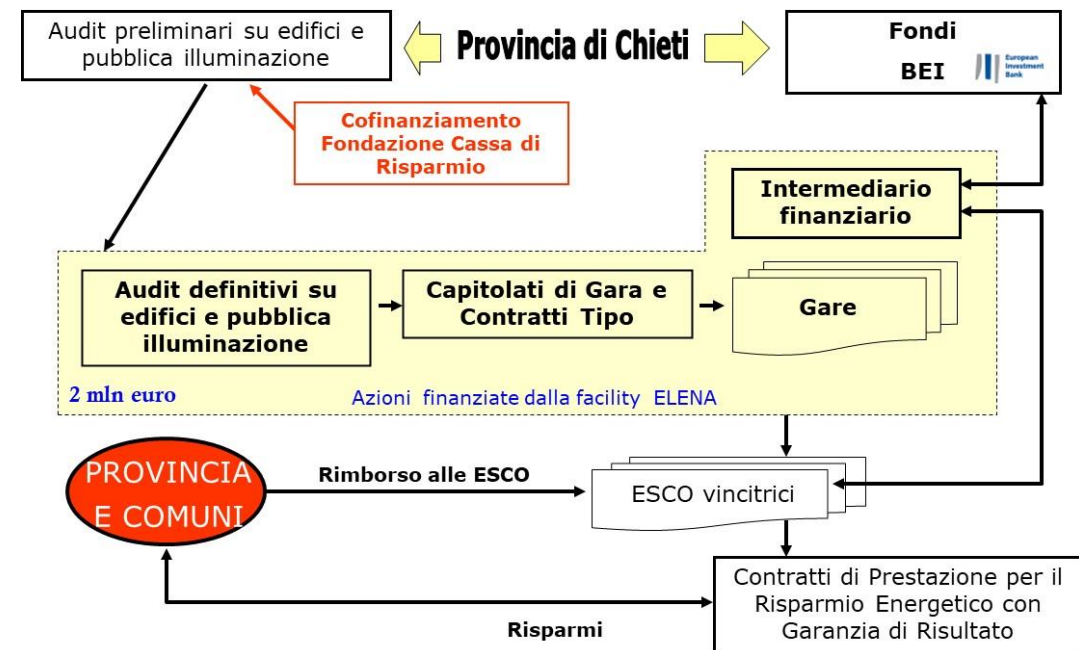 Audit preliminari su edifici e
pubblica illuminazione
Provincia di Chieti
Fondi
BEI
European
Investment
Bank
Cofinanziamento
Fondazione Cassa di
Risparmio
Intermediario
finanziario
Audit definitivi su
edifici e pubblica
illuminazione
Capitolati di Gara e
Contratti Tipo
Gare
2 mln euro
Azioni finanziate dalla facility ELENA
PROVINCIA
E COMUNI
Rimborso alle ESCO
ESCO vincitrici
Contratti di Prestazione per il
Risparmio Energetico con
Garanzia di Risultato
Risparmi